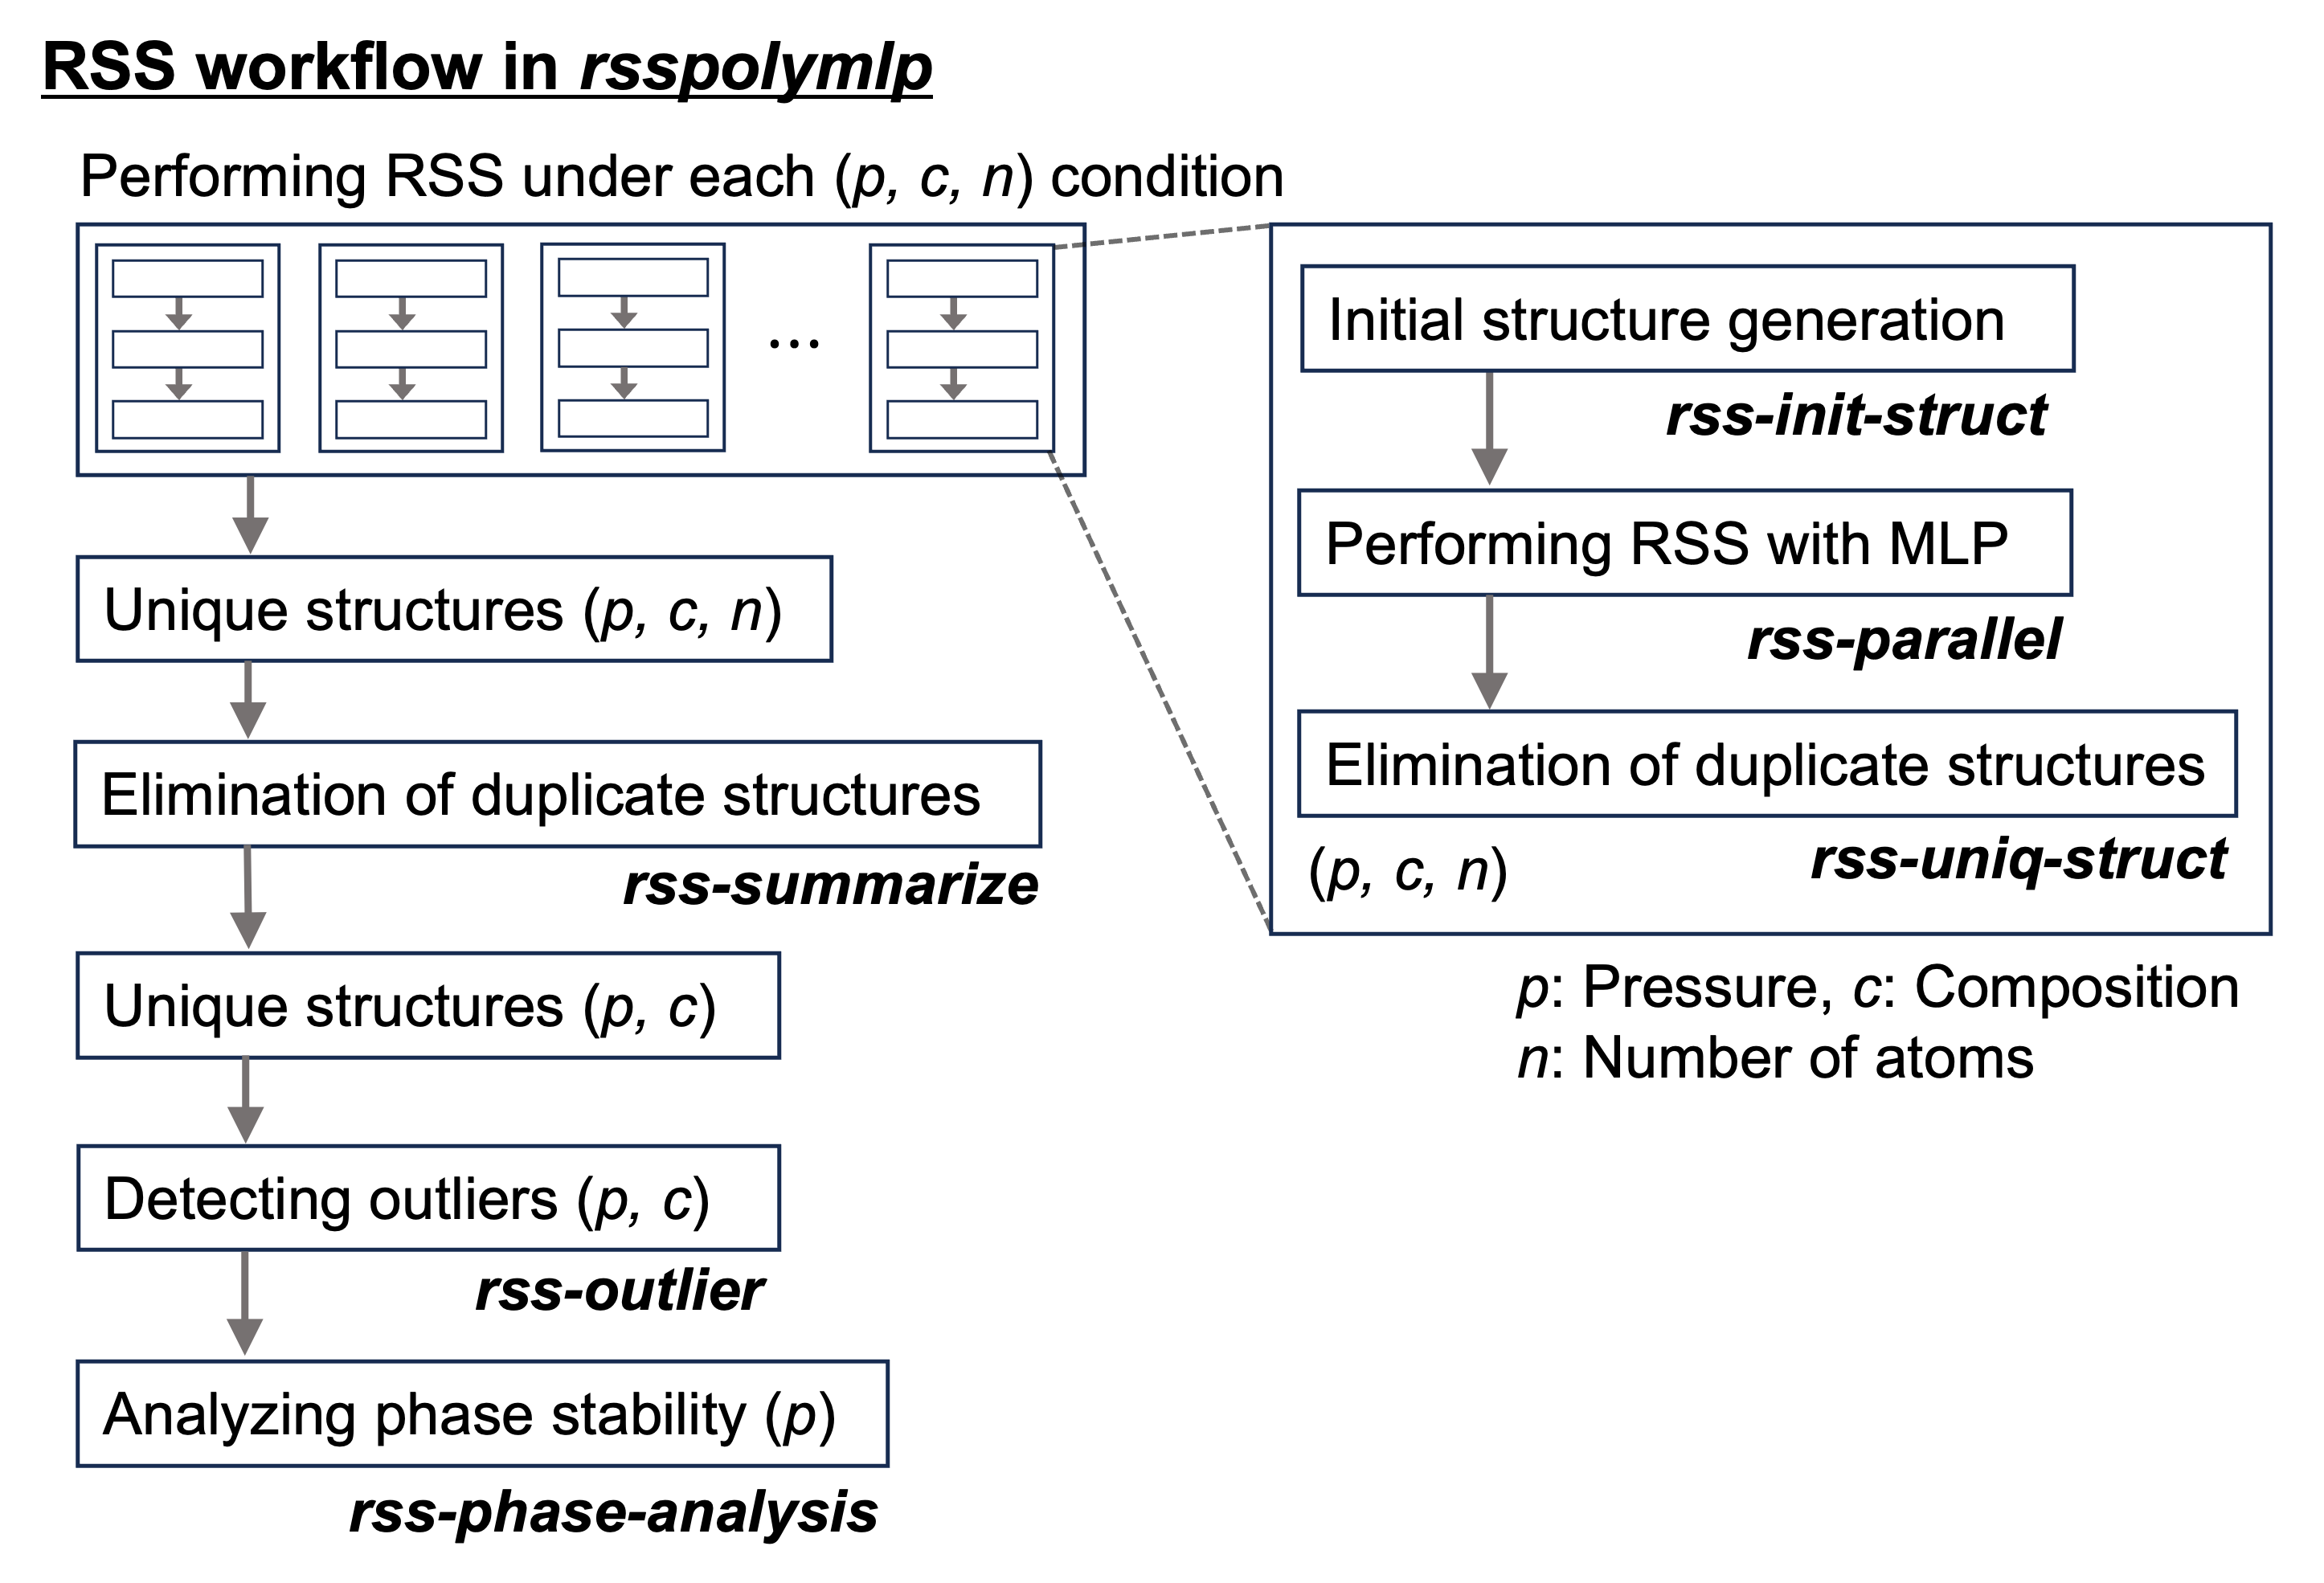 RSS workflow in rsspolymlp
Performing RSS under each (p, c, n) condition
...
Unique structures (p, c, n)
Elimination of duplicate structures
rss-summarize
Unique structures (p, c)
Detecting outliers (p, c)
rss-outlier
Analyzing phase stability (p)
rss-phase-analysis
Initial structure generation
rss-init-struct
Performing RSS with MLP
rss-parallel
Elimination of duplicate structures
(p, c, n)
rss-uniq-struct
p: Pressure, c: Composition
n: Number of atoms